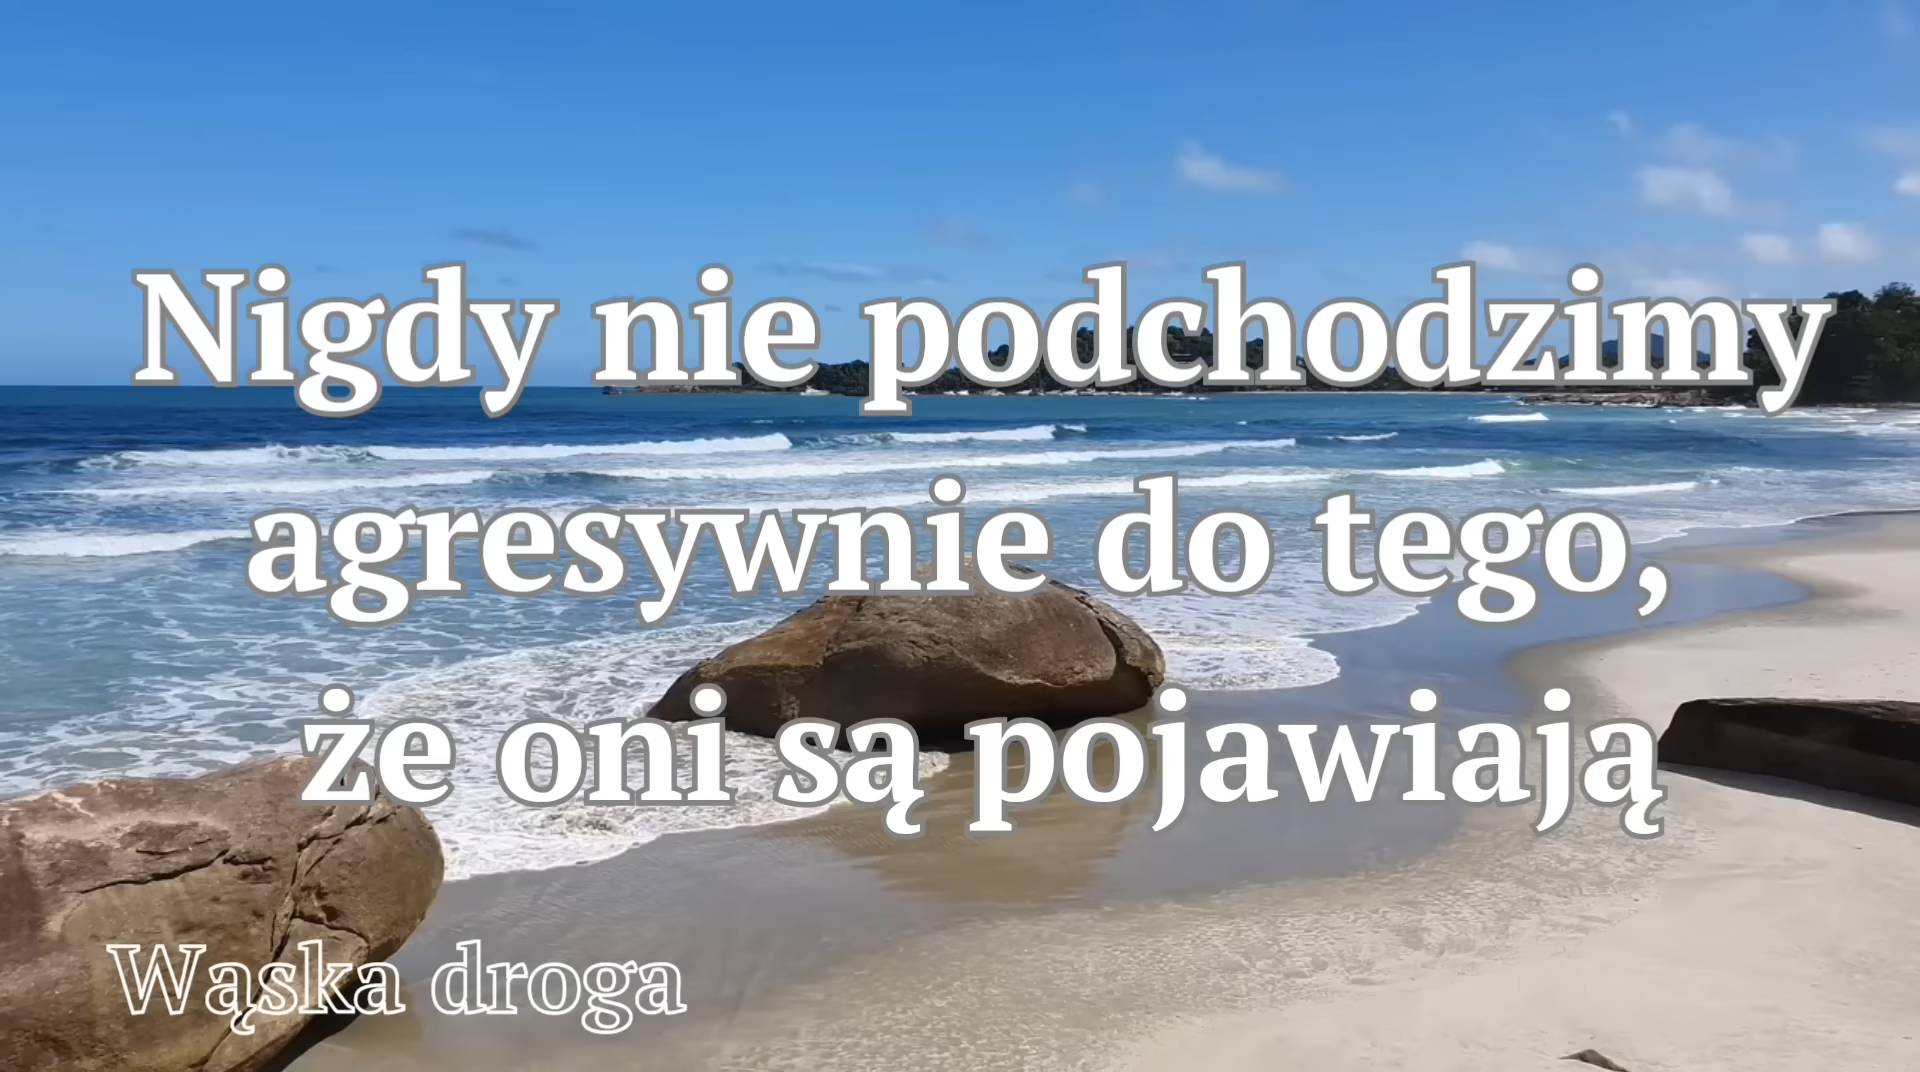 Nigdy nie podchodzimy
agresywnie do tego,
że oni są pojawiają
Wąska droga